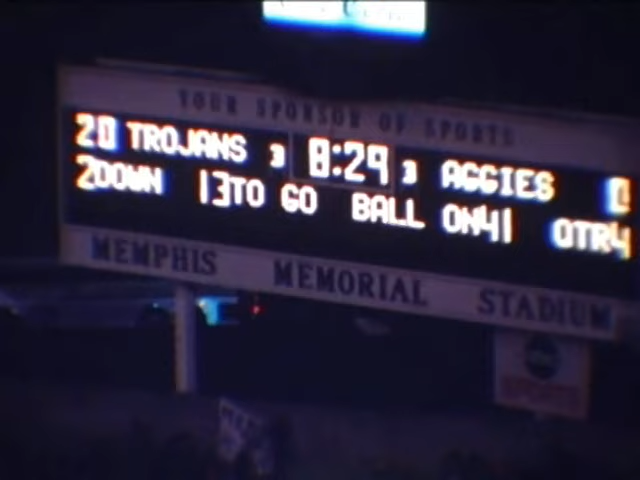 YOUR SPONSOR OF SPORTS
20 TROJANS 3 8:29 3 AGGIES 0
2DOWN 13TO GO BALL ON41 QTR4
MEMPHIS MEMORIAL STADIUM
SPORTS